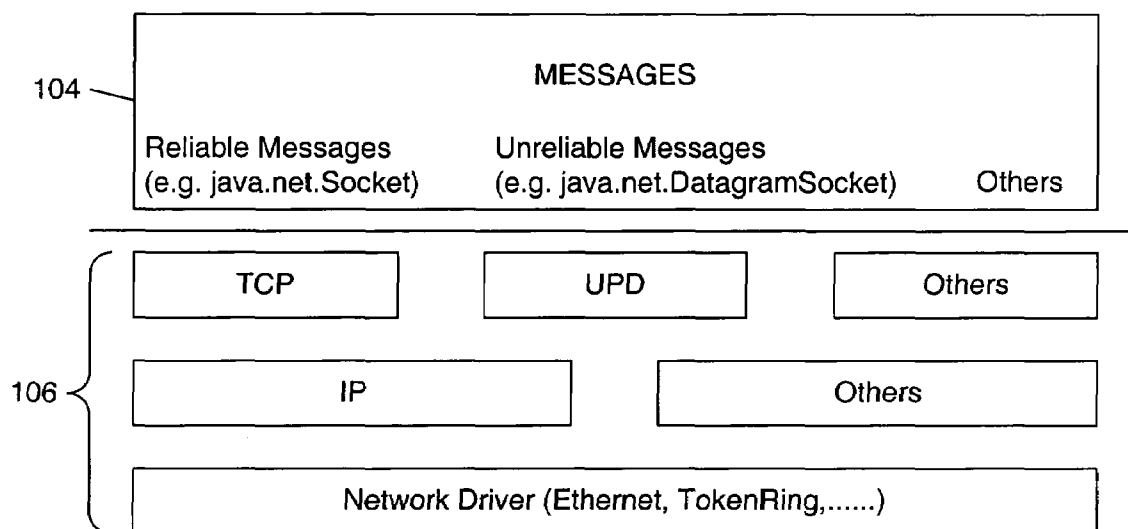 MESSAGES
104
Reliable Messages
(e.g. java.net.Socket)
Unreliable Messages
(e.g. java.net.DatagramSocket)
Others
TCP
UPD
Others
106
IP
Others
Network Driver (Ethernet, TokenRing,......)